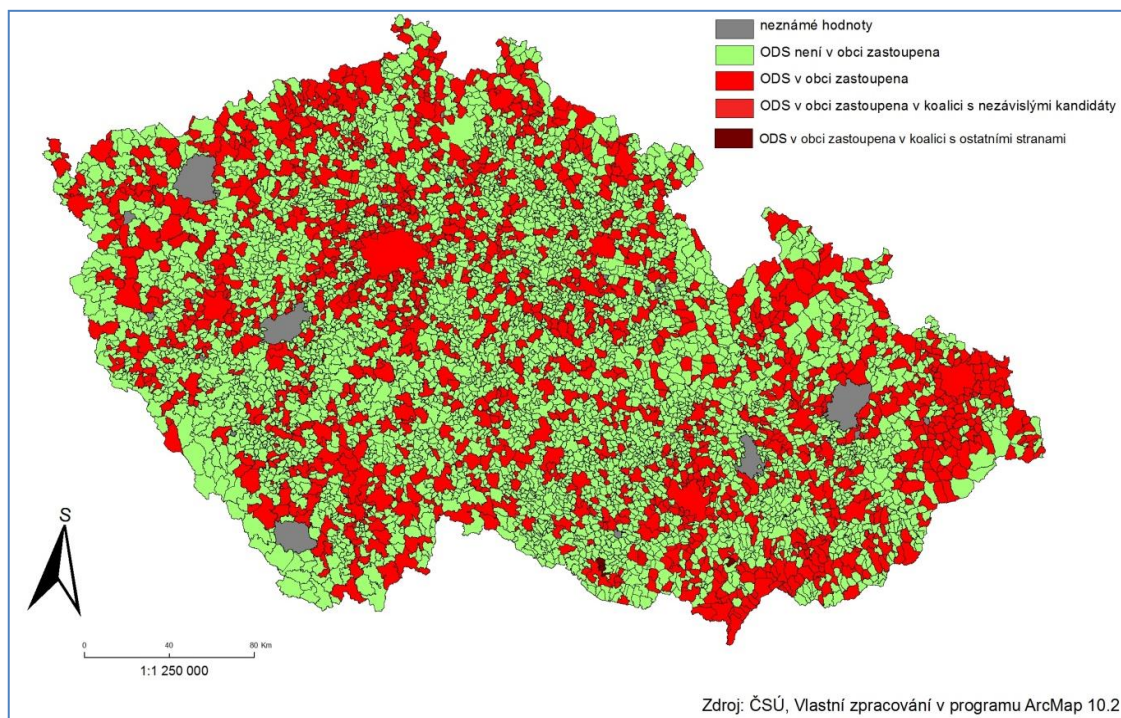 neznámé hodnoty
ODS není v obci zastoupena
ODS v obci zastoupena
ODS v obci zastoupena v koalici s nezávislými kandidáty
ODS v obci zastoupena v koalici s ostatními stranami
S
0 40 80 Km
1:1 250 000
Zdroj: ČSÚ, Vlastní zpracování v programu ArcMap 10.2